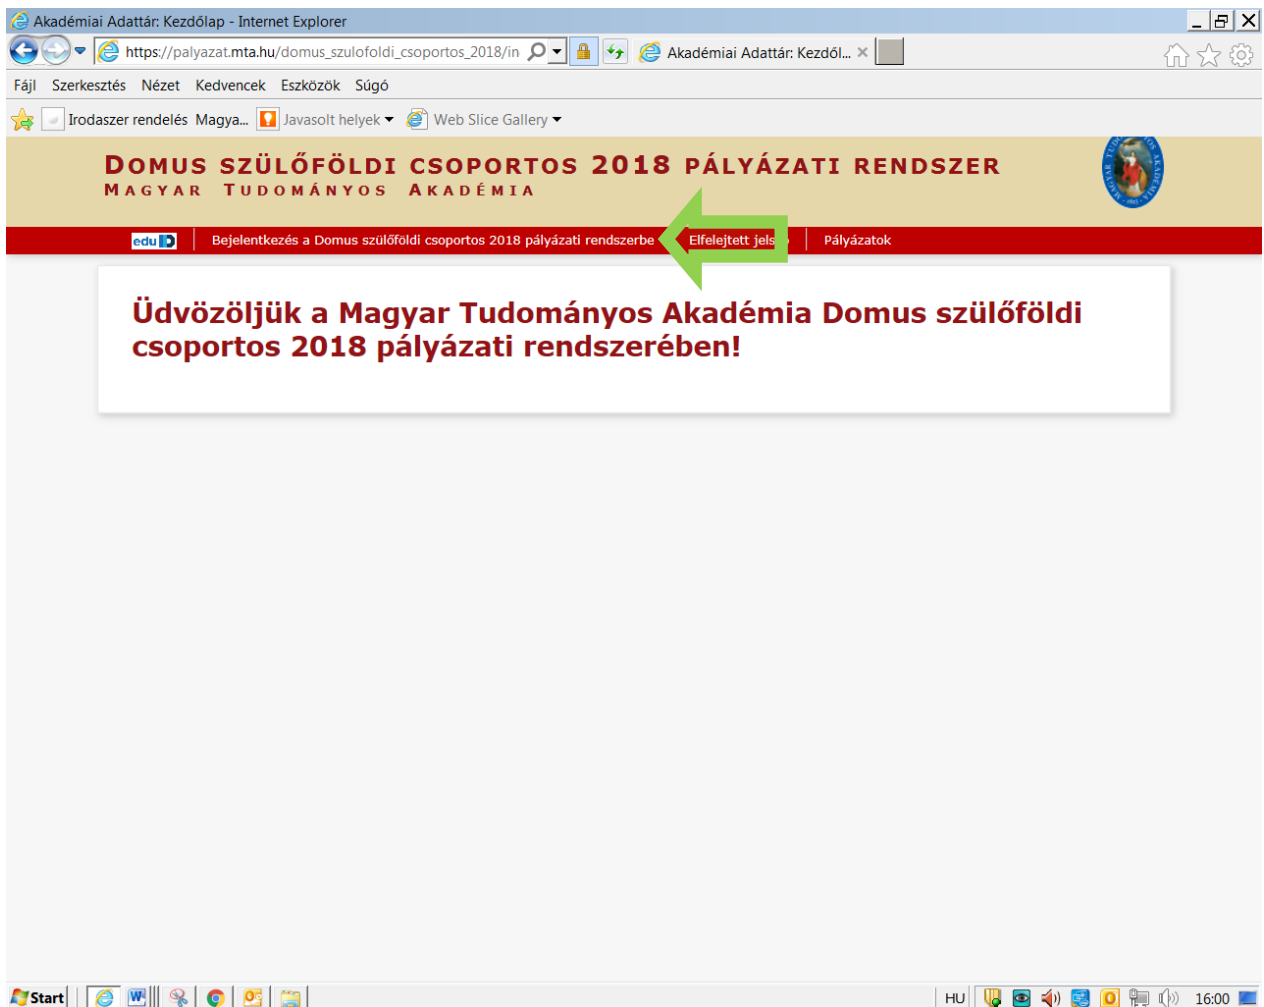 Akadémiai Adattár: Kezdőlap - Internet Explorer
https://palyazat.mta.hu/domus_szulofoldi_csoportos_2018/in
Akadémiai Adattár: Kezdől...
Fájl Szerkesztés Nézet Kedvencek Eszközök Súgó
Irodaszer rendelés Magya... Javasolt helyek Web Slice Gallery
DOMUS SZÜLŐFÖLDI CSOPORTOS 2018 PÁLYÁZATI RENDSZER
MAGYAR TUDOMÁNYOS AKADÉMIA
edu ID Bejelentkezés a Domus szülőföldi csoportos 2018 pályázati rendszerbe Elfelejtett Pályázatok
Üdvözöljük a Magyar Tudományos Akadémia Domus szülőföldi
csoportos 2018 pályázati rendszerében!
Start HU 16:00